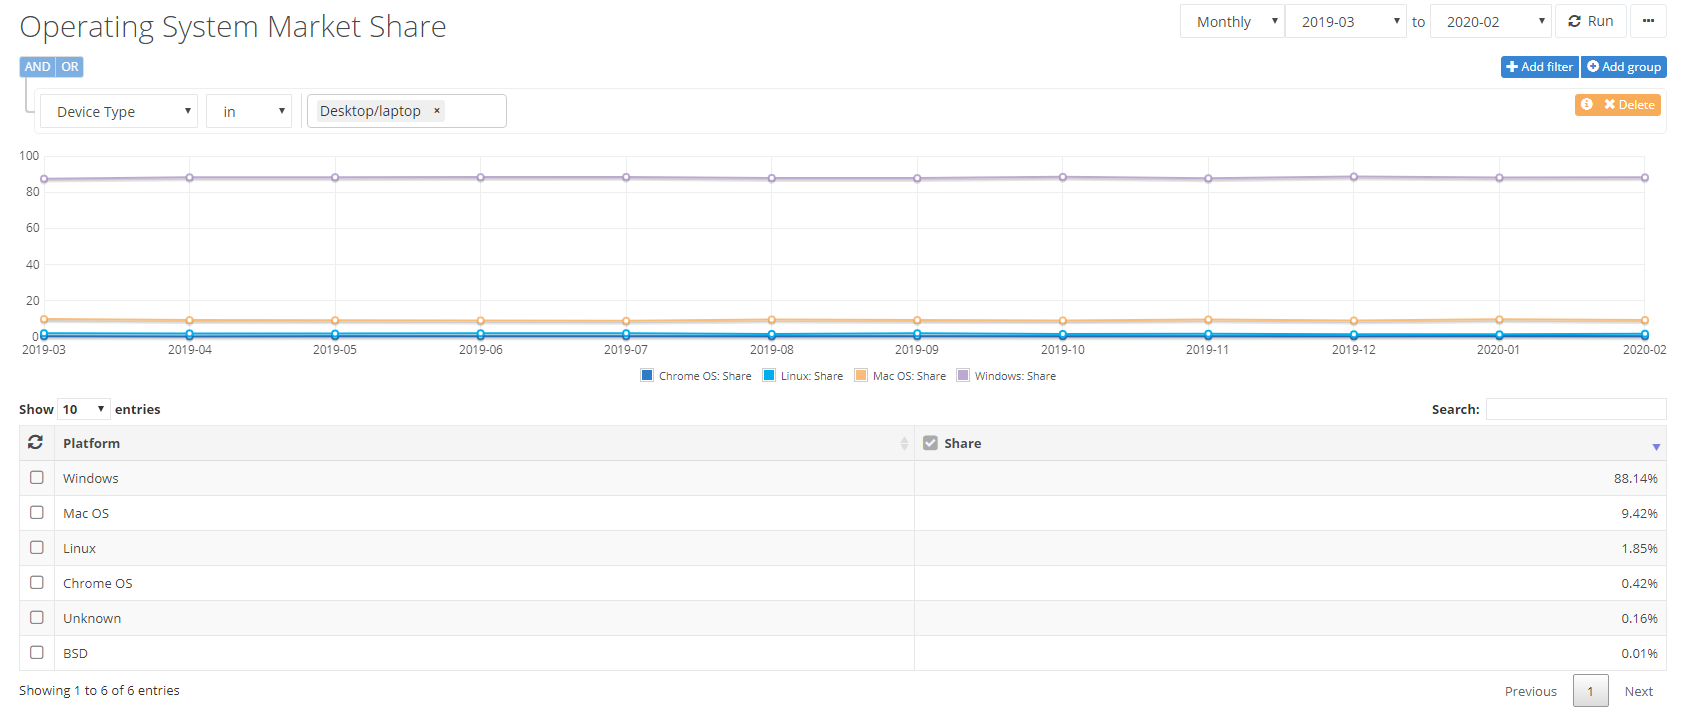 Operating System Market Share
Monthly 2019-03 to 2020-02 Run
AND OR
Add filter Add group
Device Type in Desktop/laptop × Delete
100
80
60
40
20
0
2019-03 2019-04 2019-05 2019-06 2019-07 2019-08 2019-09 2019-10 2019-11 2019-12 2020-01 2020-02
Chrome OS: Share Linux: Share Mac OS: Share Windows: Share
Show 10 entries Search:
Platform Share
Windows 88.14%
Mac OS 9.42%
Linux 1.85%
Chrome OS 0.42%
Unknown 0.16%
BSD 0.01%
Showing 1 to 6 of 6 entries Previous 1 Next